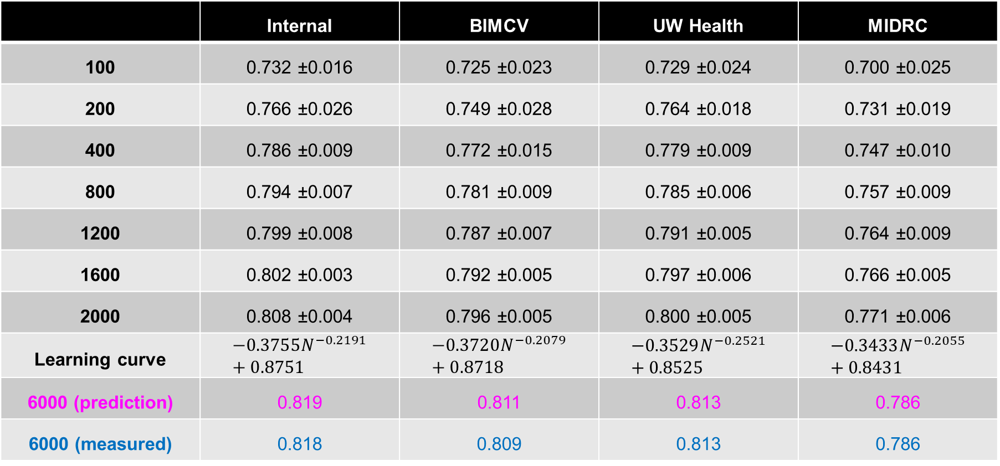 Internal BIMCV UW Health MIDRC
100 0.732 ±0.016 0.725 ±0.023 0.729 ±0.024 0.700 ±0.025
200 0.766 ±0.026 0.749 ±0.028 0.764 ±0.018 0.731 ±0.019
400 0.786 ±0.009 0.772 ±0.015 0.779 ±0.009 0.747 ±0.010
800 0.794 ±0.007 0.781 ±0.009 0.785 ±0.006 0.757 ±0.009
1200 0.799 ±0.008 0.787 ±0.007 0.791 ±0.005 0.764 ±0.009
1600 0.802 ±0.003 0.792 ±0.005 0.797 ±0.006 0.766 ±0.005
2000 0.808 ±0.004 0.796 ±0.005 0.800 ±0.005 0.771 ±0.006
Learning curve −0.3755N^{−0.2191} + 0.8751 −0.3720N^{−0.2079} + 0.8718 −0.3529N^{−0.2521} + 0.8525 −0.3433N^{−0.2055} + 0.8431
6000 (prediction) 0.819 0.811 0.813 0.786
6000 (measured) 0.818 0.809 0.813 0.786